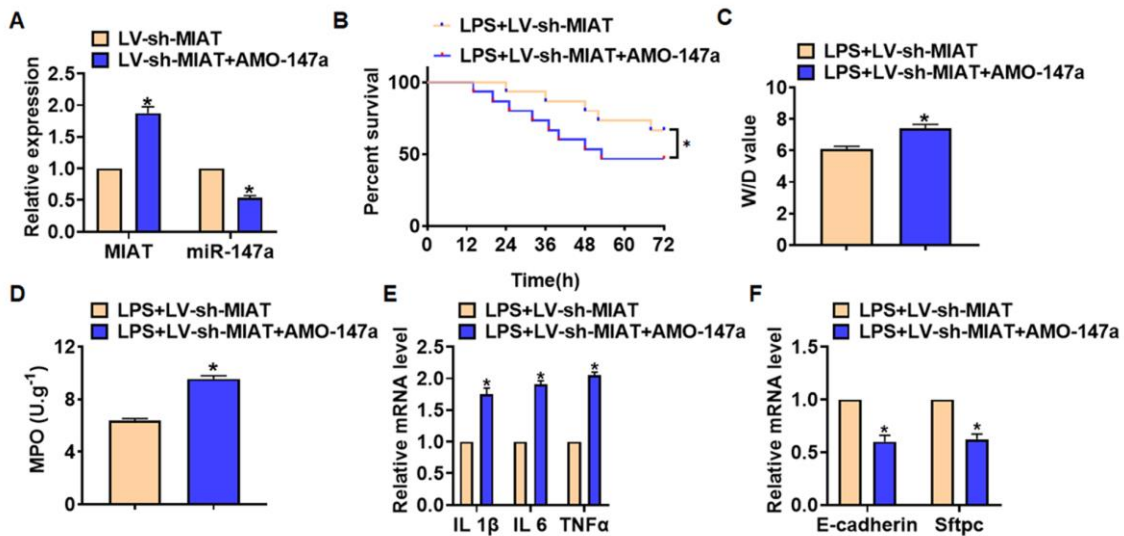 A
LV-sh-MIAT
LV-sh-MIAT+AMO-147a
Relative expression
2.5
2.0
1.5
1.0
0.5
0.0
MIAT miR-147a
*
*
B
LPS+LV-sh-MIAT
LPS+LV-sh-MIAT+AMO-147a
Percent survival
100
50
0
0 12 24 36 48 60 72
Time(h)
*
C
LPS+LV-sh-MIAT
LPS+LV-sh-MIAT+AMO-147a
W/D value
10
8
6
4
2
0
*
D
LPS+LV-sh-MIAT
LPS+LV-sh-MIAT+AMO-147a
MPO (U.g-1)
12
9
6
3
0
*
E
LPS+LV-sh-MIAT
LPS+LV-sh-MIAT+AMO-147a
Relative mRNA level
2.5
2.0
1.5
1.0
0.5
0.0
IL 1β IL 6 TNFα
* * *
F
LPS+LV-sh-MIAT
LPS+LV-sh-MIAT+AMO-147a
Relative mRNA level
1.5
1.0
0.5
0.0
E-cadherin Sftpc
* *